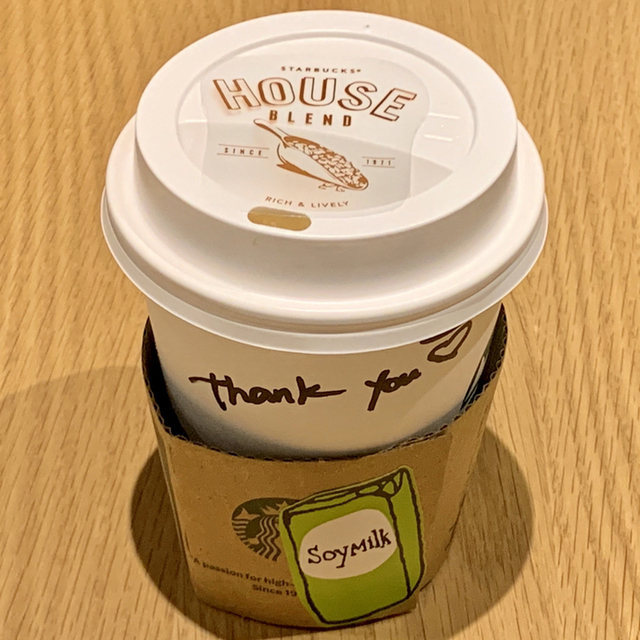 STARBUCKS®
HOUSE
BLEND
SINCE 1971
RICH & LIVELY
Thank you
SoyMilk
A passion for high-
Since 19